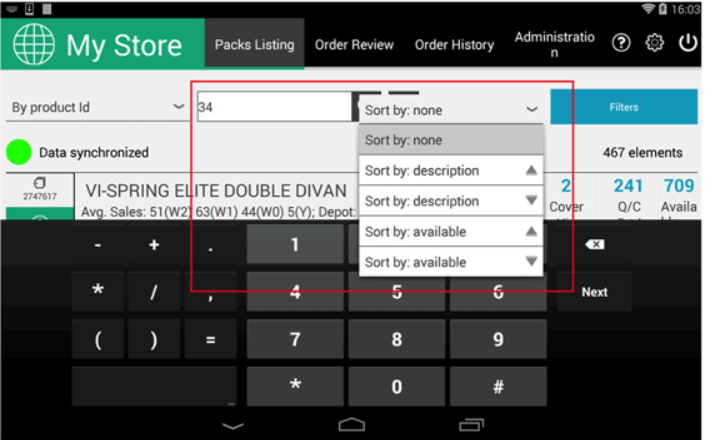 16:03
My Store
Packs Listing
Order Review
Order History
Administratio
n
?
By product Id
34
Sort by: none
Filters
Sort by: none
Sort by: description
Sort by: description
Sort by: available
Sort by: available
Data synchronized
467 elements
2747617
VI-SPRING ELITE DOUBLE DIVAN
Avg. Sales: 51(W2) 63(W1) 44(W0) 5(Y); Depot:
2
Cover
241
Q/C
709
Availa
- + . 1
* / , 4 5 6 Next
( ) = 7 8 9
_ * 0 #